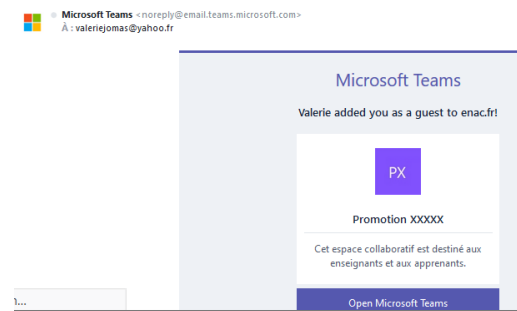 Microsoft Teams <noreply@email.teams.microsoft.com>
À : valeriejomas@yahoo.fr
Microsoft Teams
Valerie added you as a guest to enac.fr!
PX
Promotion XXXXX
Cet espace collaboratif est destiné aux
enseignants et aux apprenants.
Open Microsoft Teams